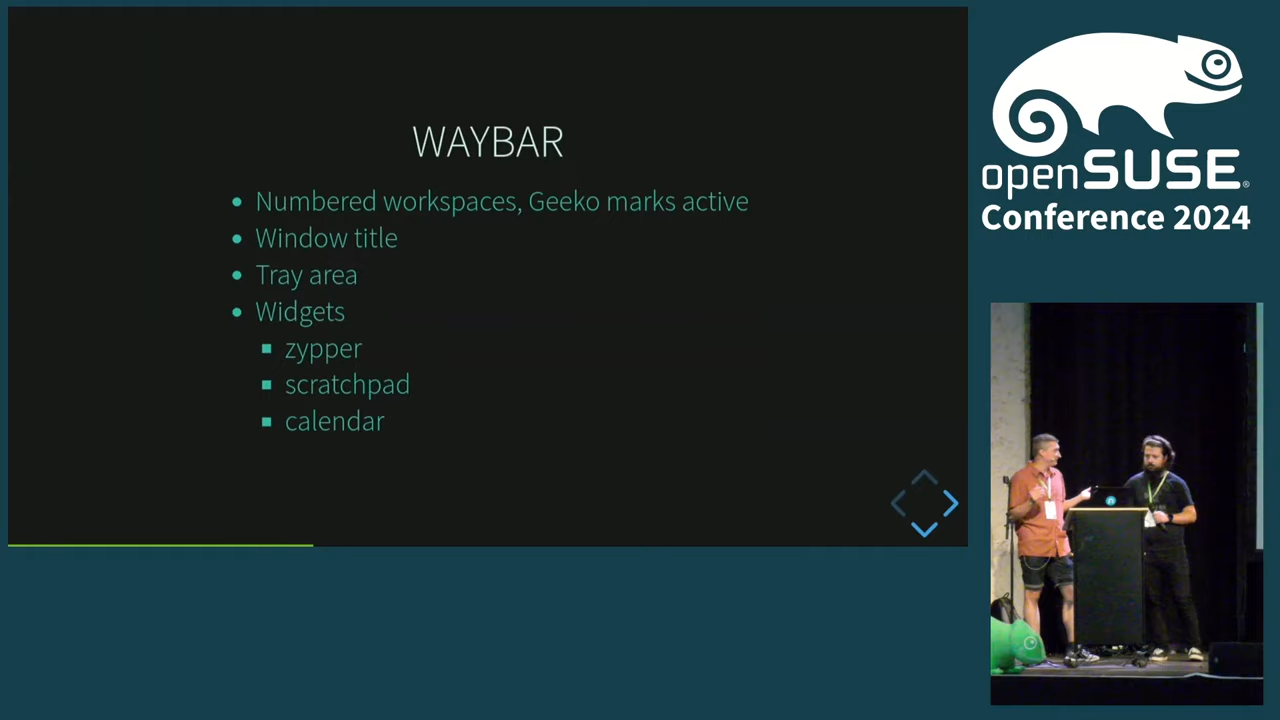 WAYBAR
Numbered workspaces, Geeko marks active
Window title
Tray area
Widgets
zypper
scratchpad
calendar
openSUSE®
Conference 2024